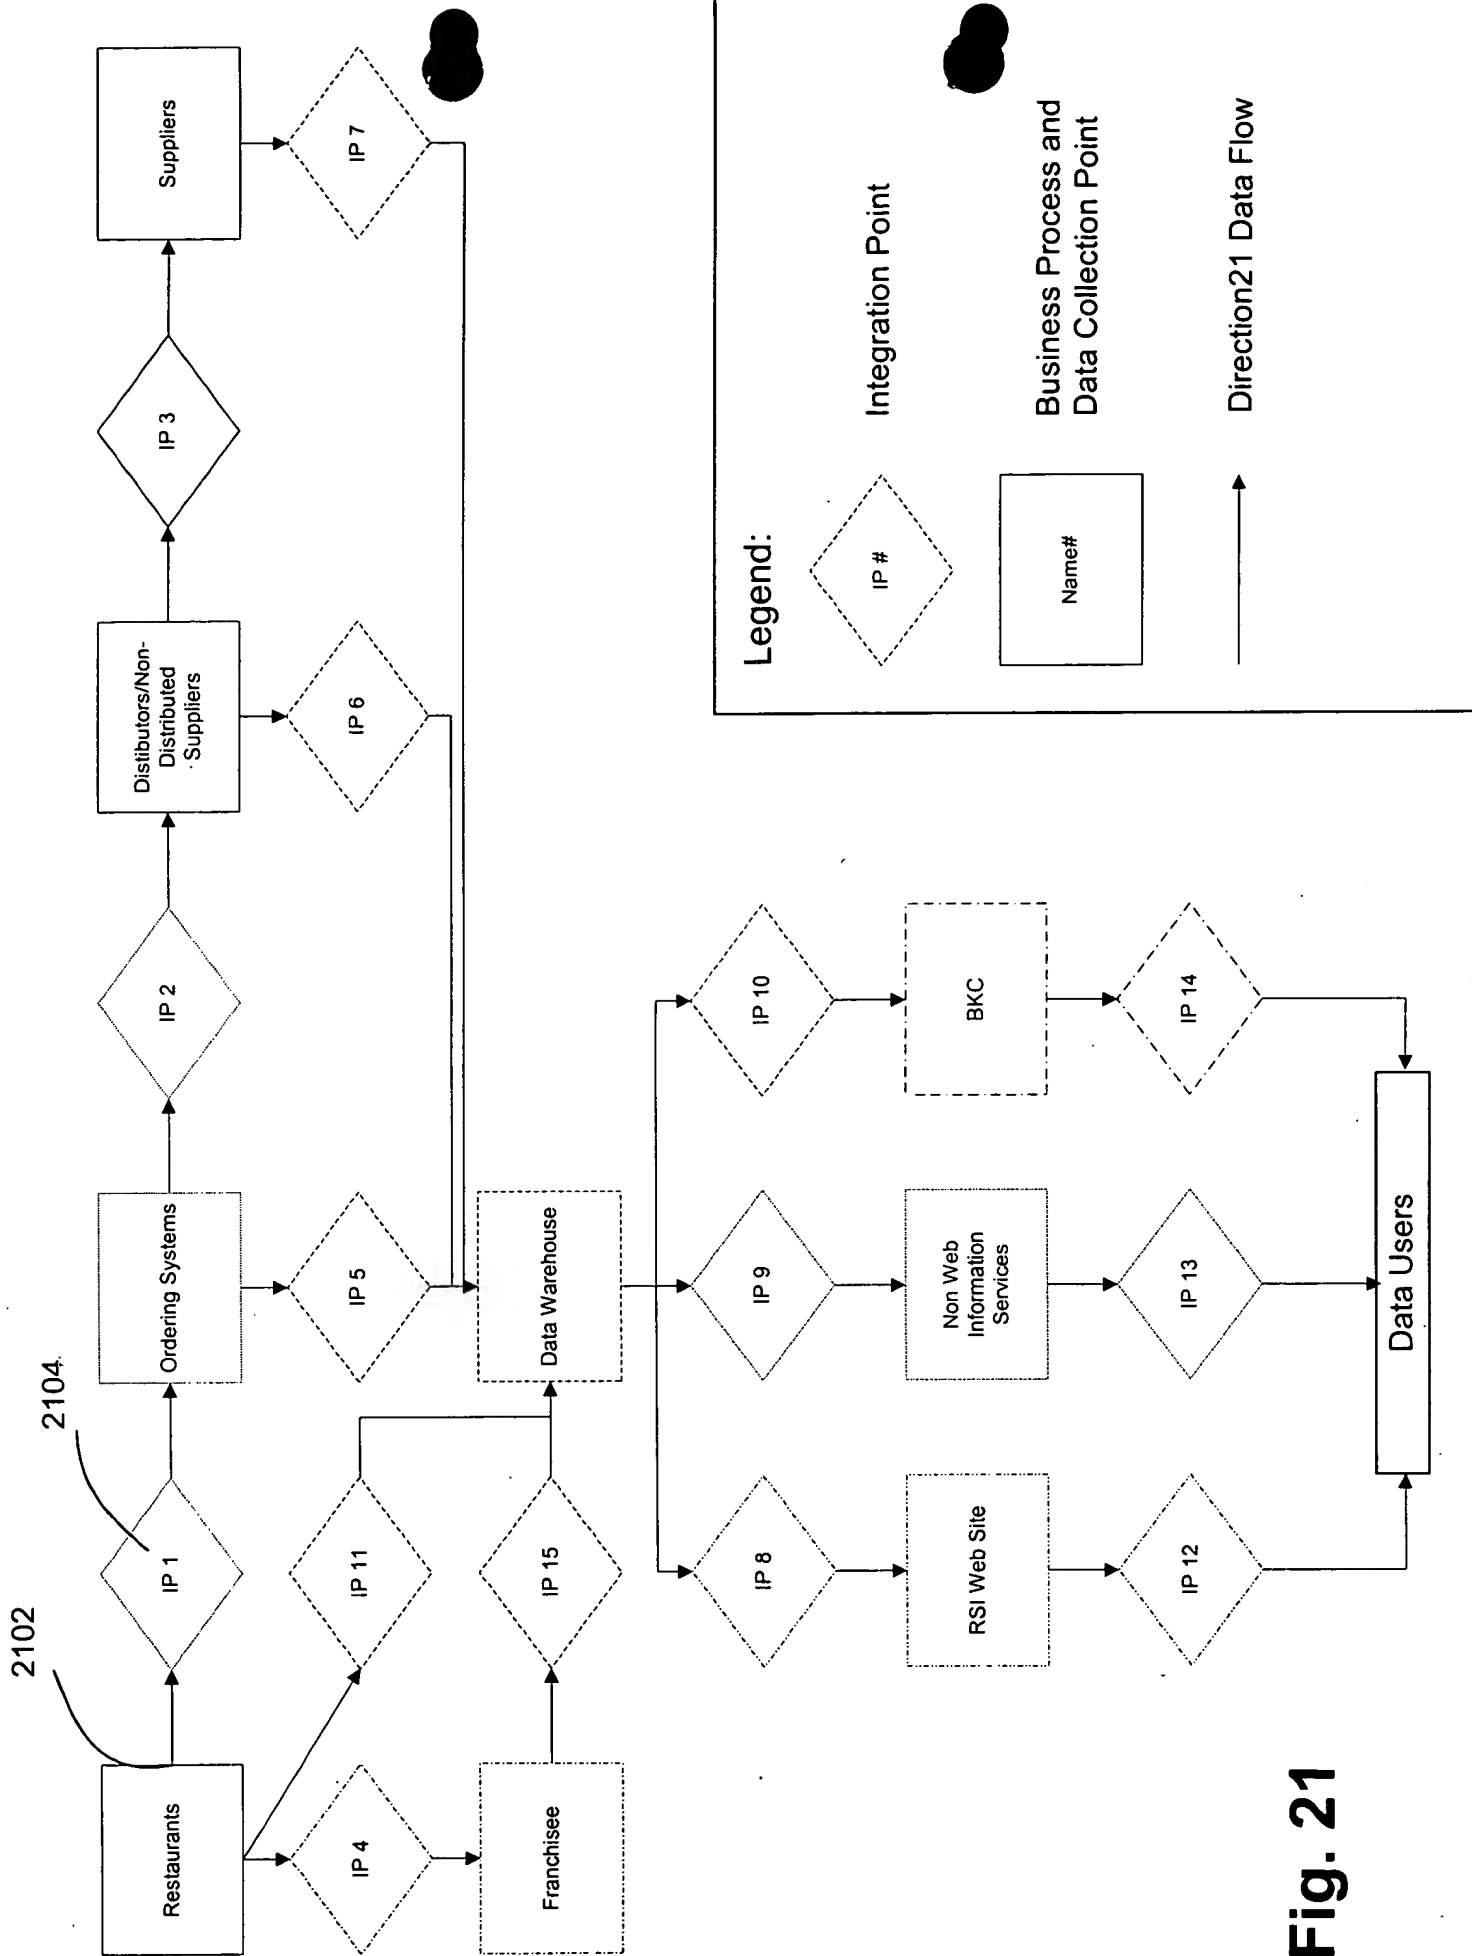 2102
2104
Restaurants
IP 1
Ordering Systems
IP 2
Distibutors/Non-
Distributed
Suppliers
IP 3
Suppliers
IP 4
IP 11
IP 5
IP 6
IP 7
Franchisee
IP 15
Data Warehouse
IP 8
IP 9
IP 10
RSI Web Site
Non Web
Information
Services
BKC
IP 12
IP 13
IP 14
Data Users
Legend:
IP #
Integration Point
Name#
Business Process and
Data Collection Point
Direction21 Data Flow
Fig. 21